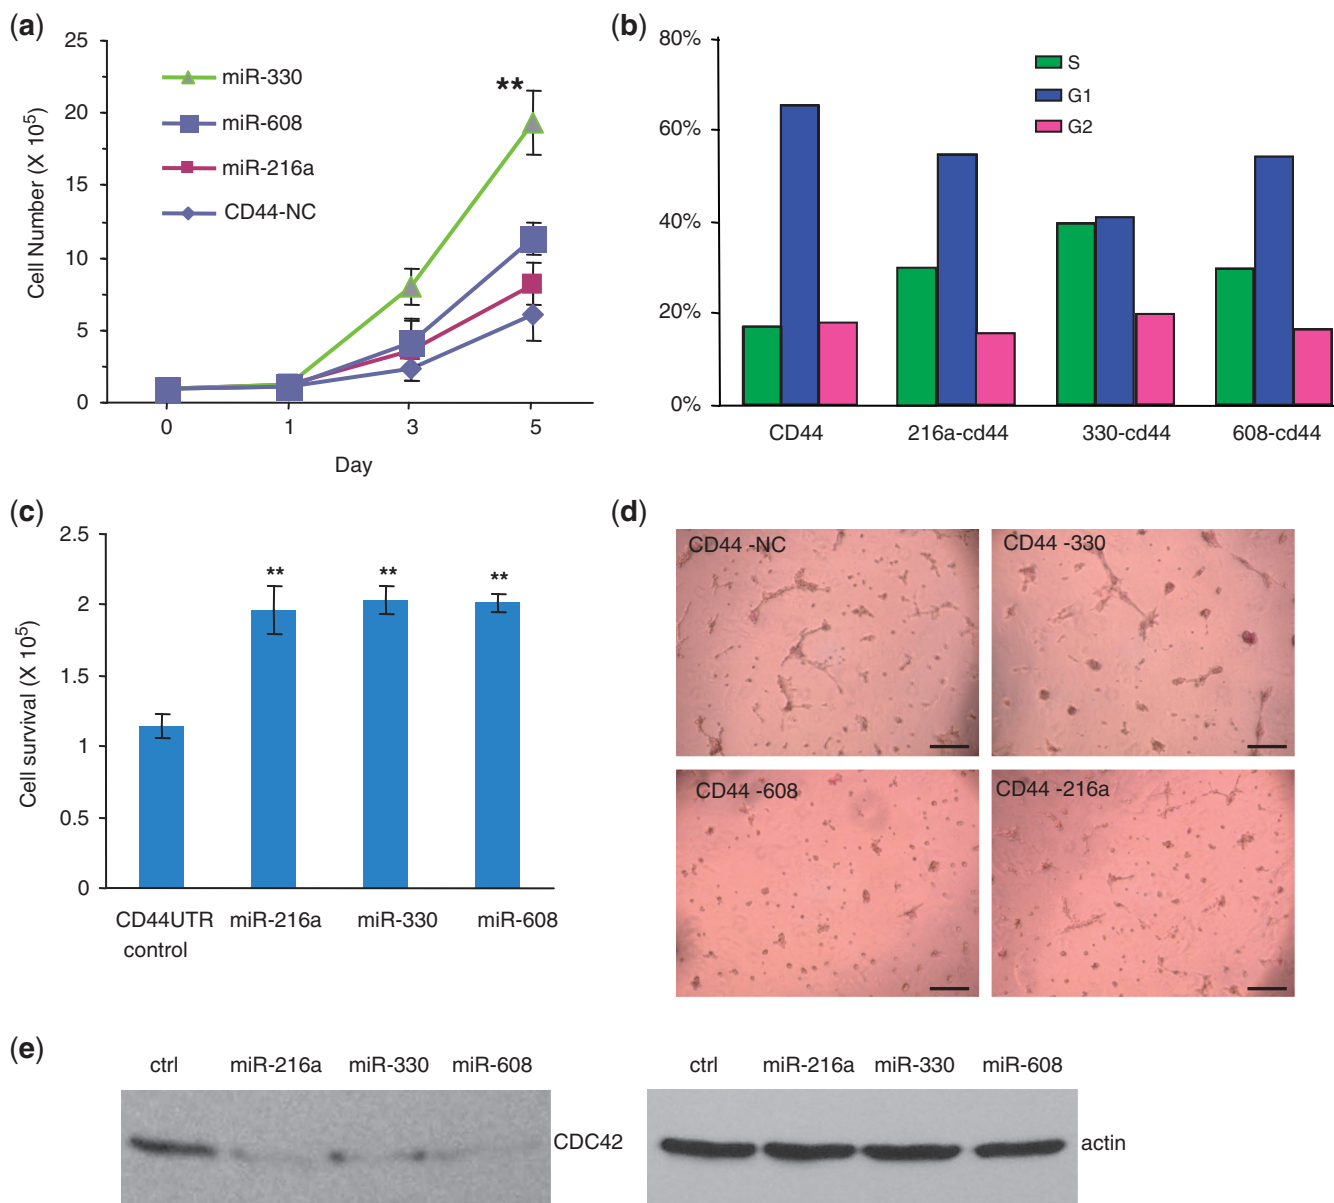 (a)
25
20
15
10
5
0
Cell Number (X 10⁵)
miR-330
miR-608
miR-216a
CD44-NC
**
0 1 3 5
Day
(b)
80%
60%
40%
20%
0%
S
G1
G2
CD44 216a-cd44 330-cd44 608-cd44
(c)
2.5
2
1.5
1
0.5
0
Cell survival (X 10⁵)
** ** **
CD44UTR control miR-216a miR-330 miR-608
(d)
CD44 -NC
CD44 -330
CD44 -608
CD44 -216a
(e)
ctrl miR-216a miR-330 miR-608
CDC42
ctrl miR-216a miR-330 miR-608
actin